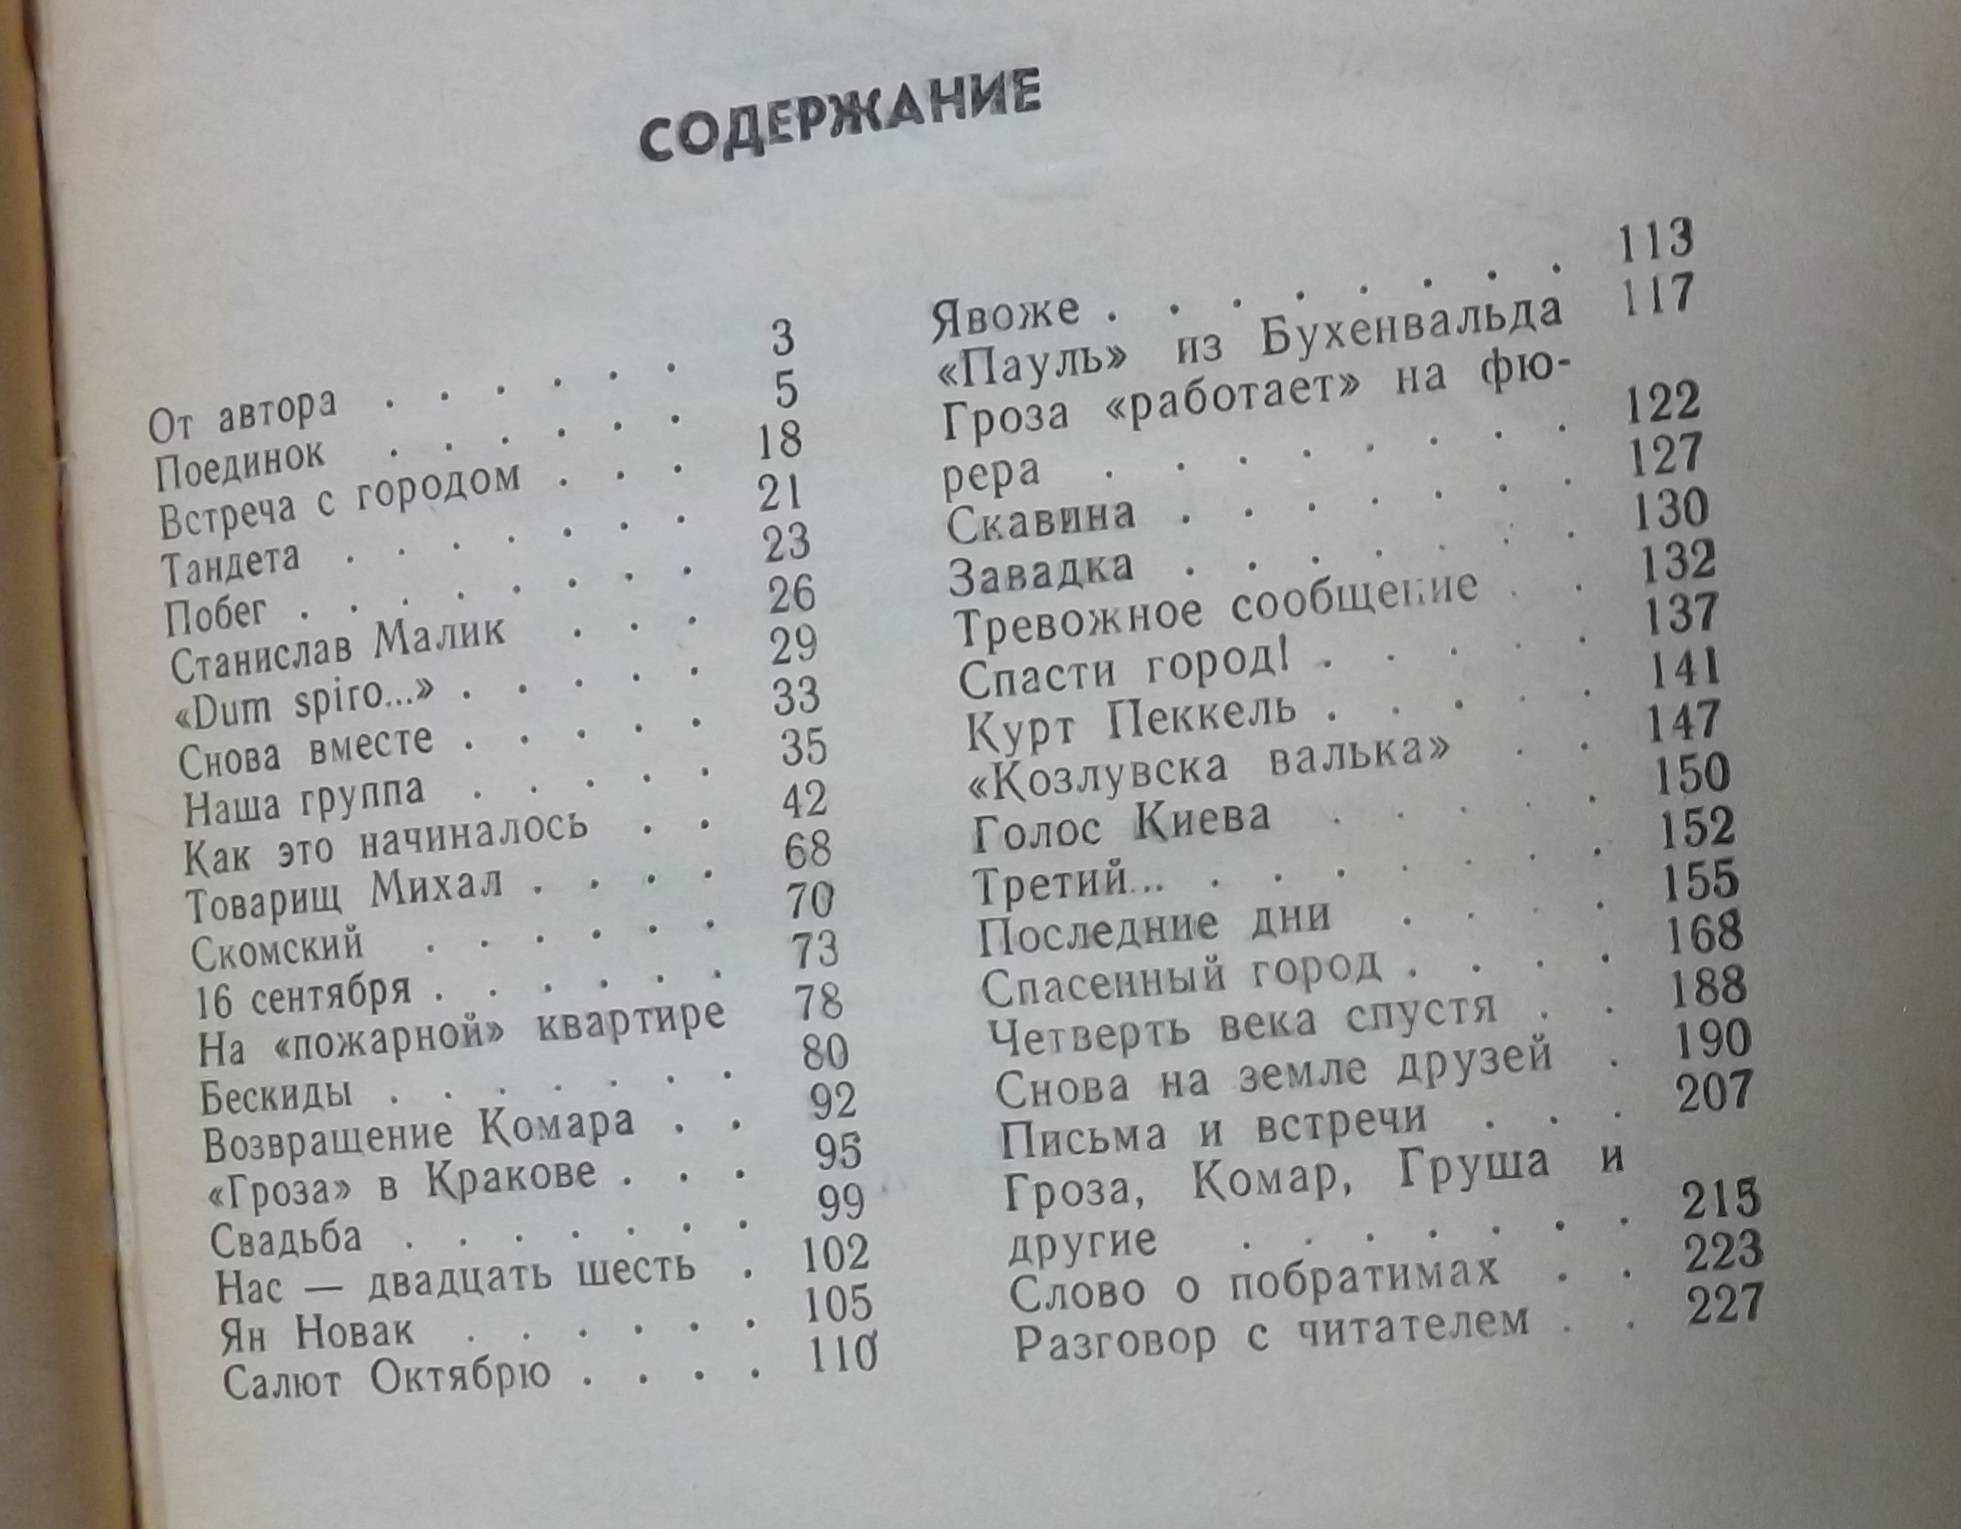 СОДЕРЖАНИЕ
От автора . . . . . . 3
Поединок . . . . . . 5
Встреча с городом . . . 18
Тандета . . . . . . . 21
Побег . . . . . . . . 23
Станислав Малик . . . 26
«Dum spiro...» . . . . . 29
Снова вместе . . . . . 33
Наша группа . . . . . 35
Как это начиналось . . 42
Товарищ Михал . . . . 68
Скомский . . . . . . 70
16 сентября . . . . . . 73
На «пожарной» квартире 78
Бескиды . . . . . . . 80
Возвращение Комара . . 92
«Гроза» в Кракове . . . 95
Свадьба . . . . . . . 99
Нас — двадцать шесть . 102
Ян Новак . . . . . . 105
Салют Октябрю . . . . 110
Явоже . . . . . . . . 113
«Пауль» из Бухенвальда 117
Гроза «работает» на фю-
рера . . . . . . . . 122
Скавина . . . . . . . 127
Завадка . . . . . . . 130
Тревожное сообщение . . 132
Спасти город! . . . . . 137
Курт Пеккель . . . . . 141
«Козлувска валька» . . 147
Голос Киева . . . . . 150
Третий... . . . . . . . 152
Последние дни . . . . 155
Спасенный город . . . . 168
Четверть века спустя . . 188
Снова на земле друзей . 190
Письма и встречи . . . 207
Гроза, Комар, Груша и
другие . . . . . . . 215
Слово о побратимах . . 223
Разговор с читателем . . 227